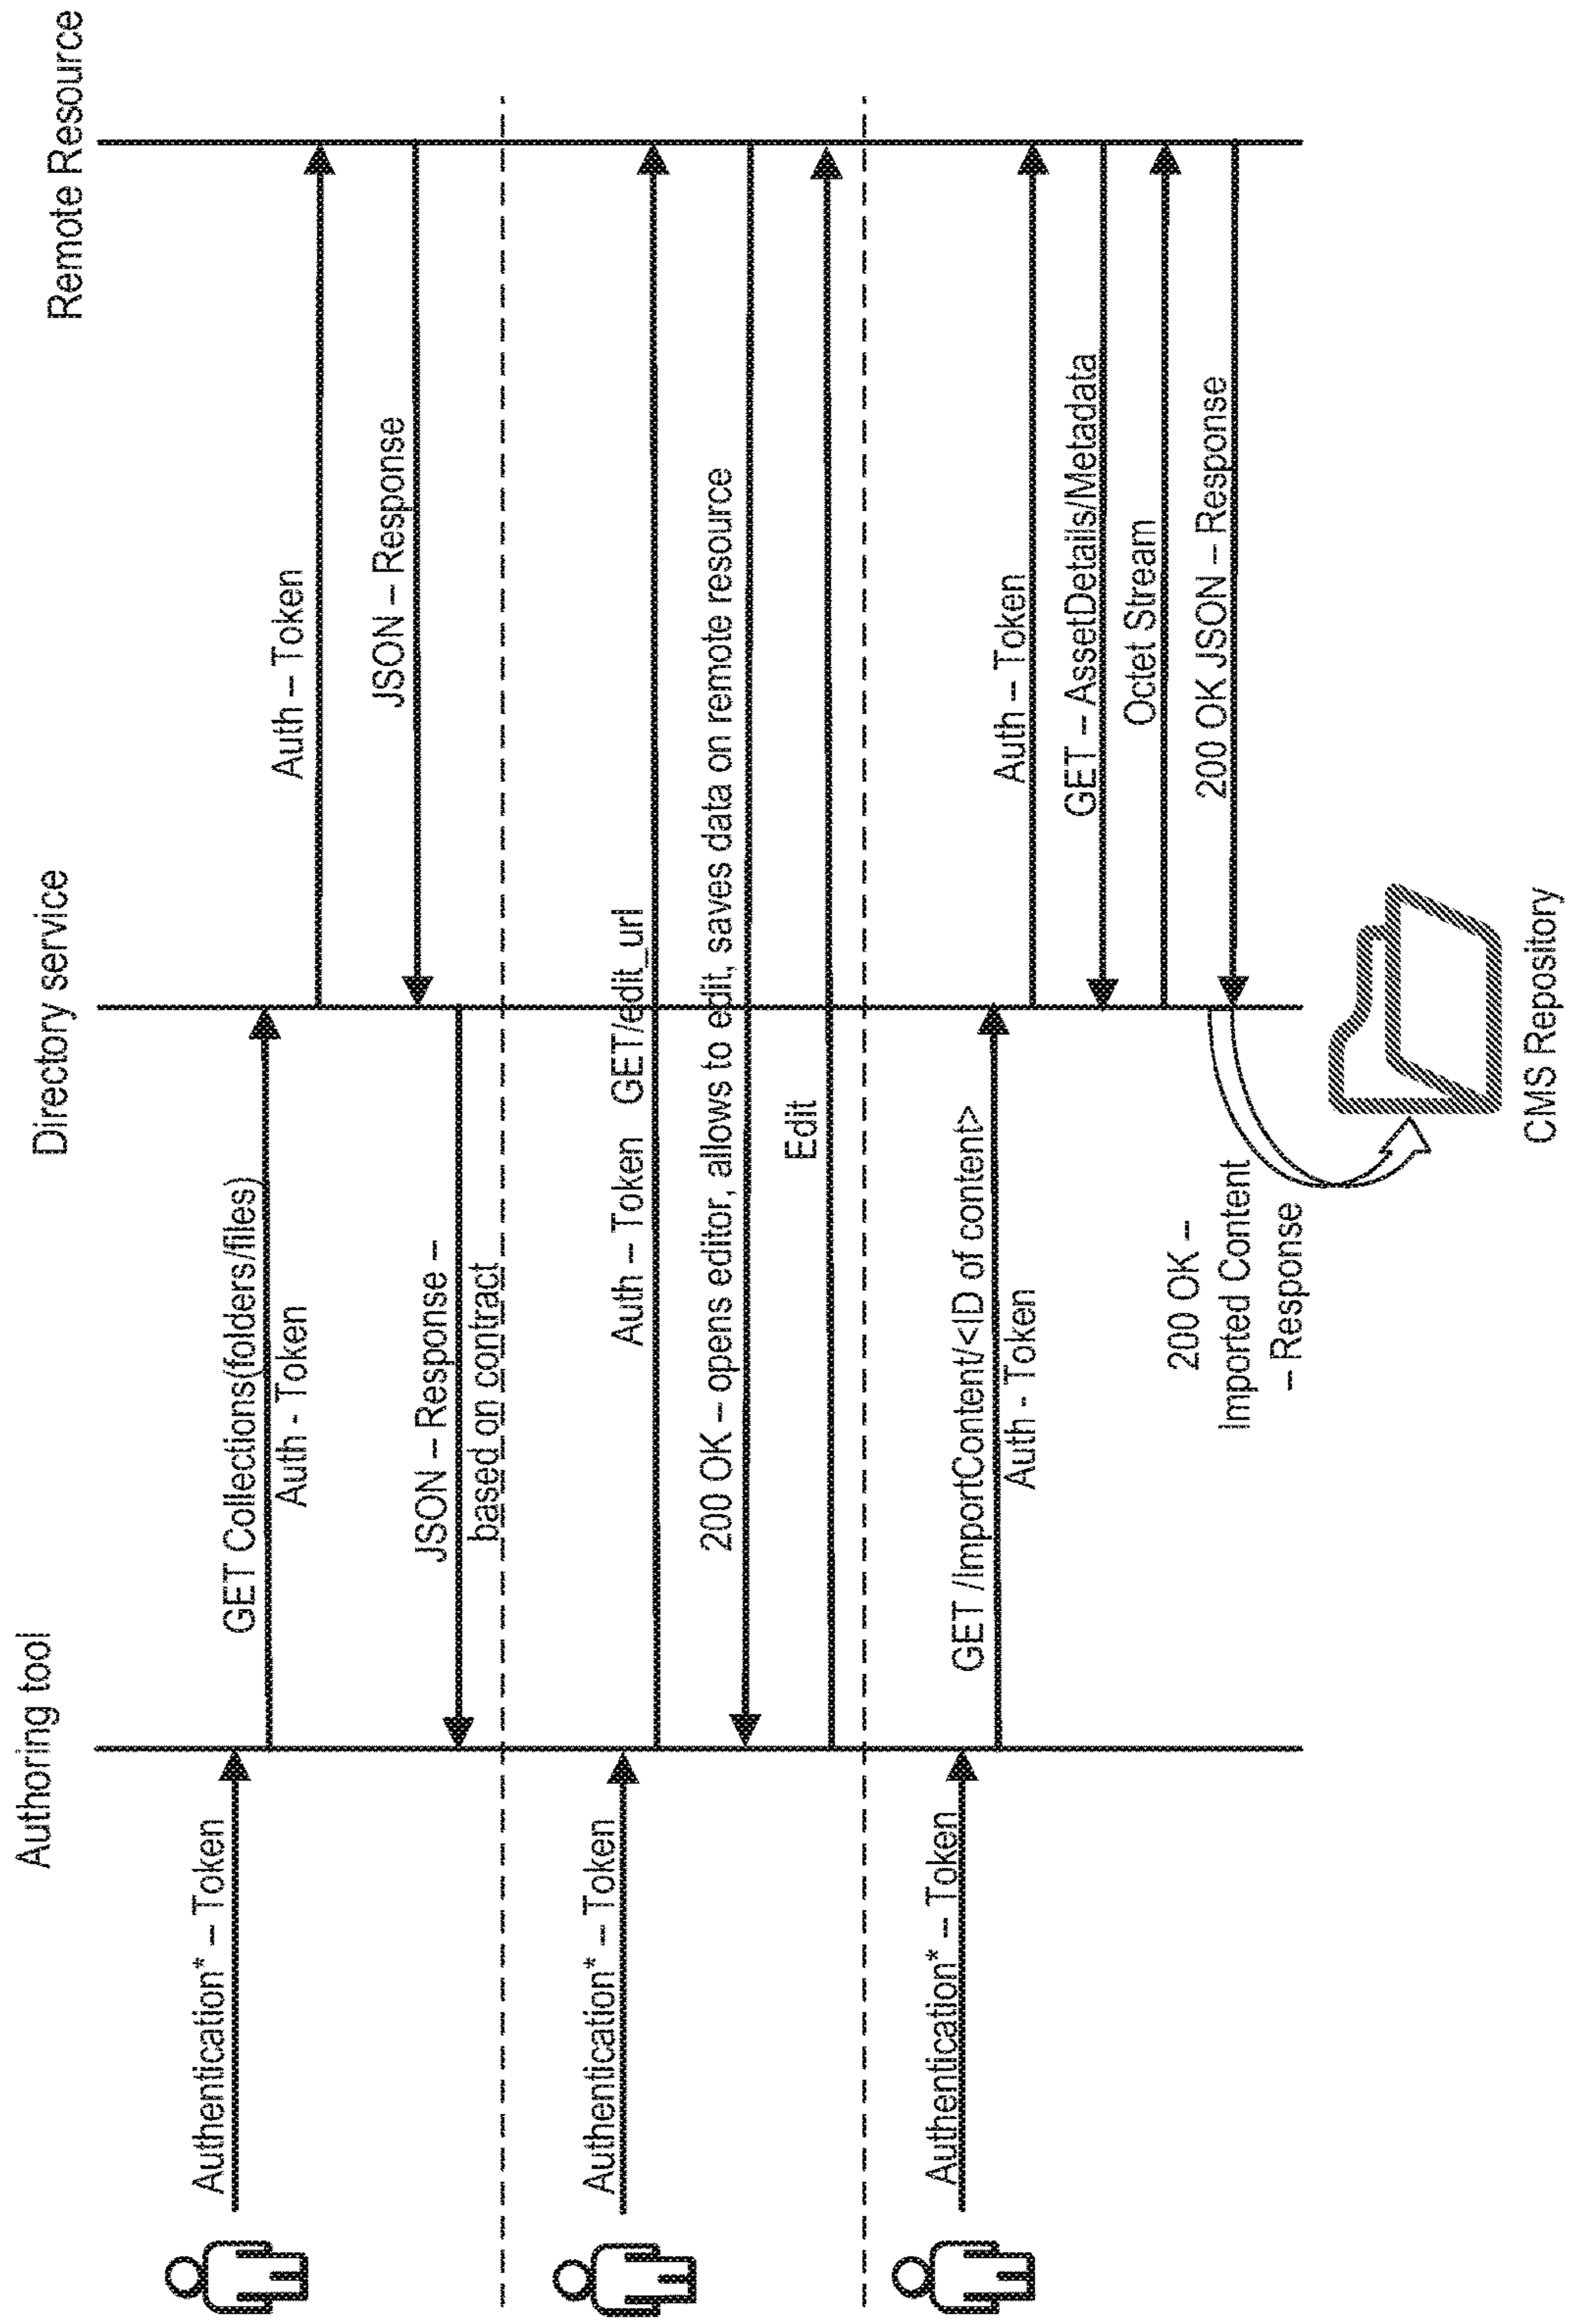 Authoring tool
Directory service
Remote Resource
Authentication* – Token
GET Collections(folders/files)
Auth - Token
Auth – Token
JSON – Response
JSON – Response –
based on contract
Authentication* – Token
Auth – Token GET/edit_url
200 OK – opens editor, allows to edit, saves data on remote resource
Edit
Authentication* – Token
GET /ImportContent/<ID of content>
Auth - Token
Auth – Token
GET – AssetDetails/Metadata
Octet Stream
200 OK JSON – Response
200 OK –
Imported Content
– Response
CMS Repository